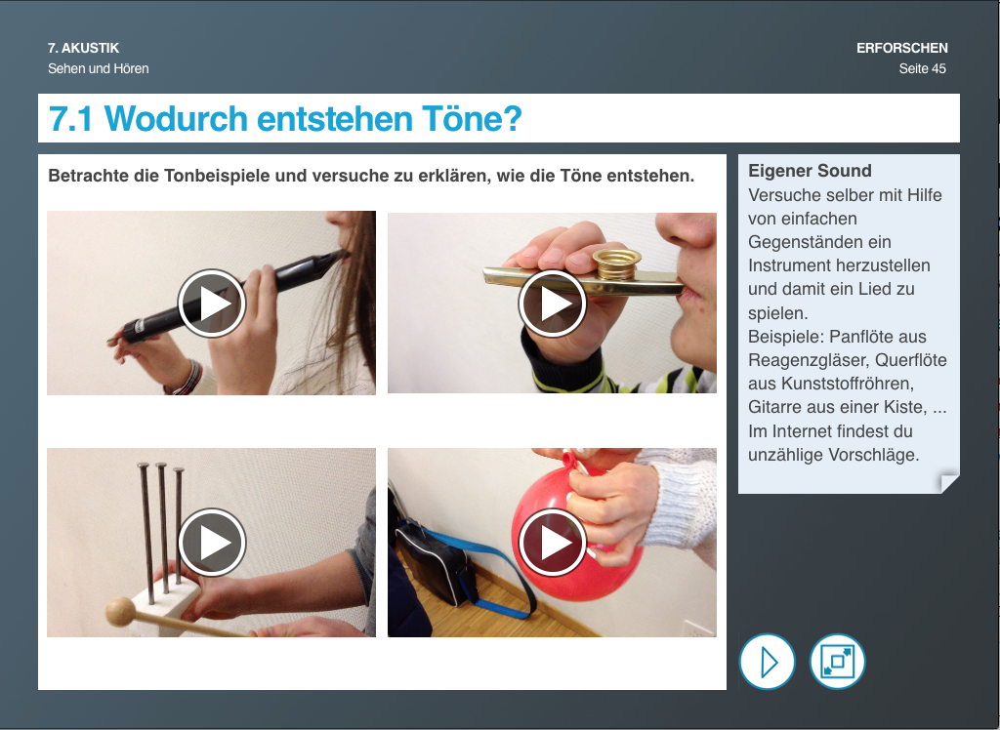 7. AKUSTIK
Sehen und Hören
ERFORSCHEN
Seite 45
7.1 Wodurch entstehen Töne?
Betrachte die Tonbeispiele und versuche zu erklären, wie die Töne entstehen.
Eigener Sound
Versuche selber mit Hilfe
von einfachen
Gegenständen ein
Instrument herzustellen
und damit ein Lied zu
spielen.
Beispiele: Panflöte aus
Reagenzgläser, Querflöte
aus Kunststoffröhren,
Gitarre aus einer Kiste, ...
Im Internet findest du
unzählige Vorschläge.